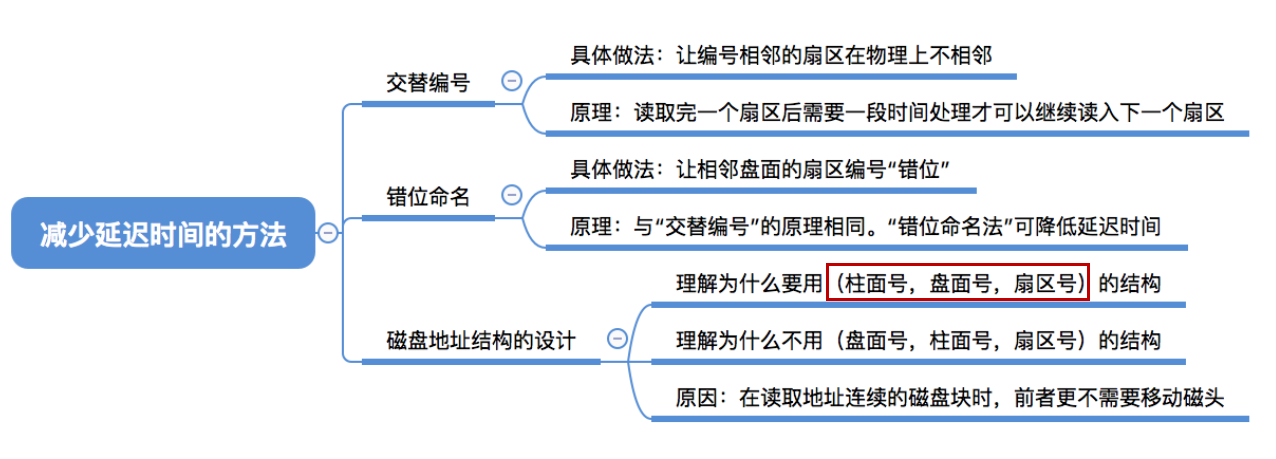 减少延迟时间的方法
交替编号
具体做法：让编号相邻的扇区在物理上不相邻
原理：读取完一个扇区后需要一段时间处理才可以继续读入下一个扇区
错位命名
具体做法：让相邻盘面的扇区编号“错位”
原理：与“交替编号”的原理相同。“错位命名法”可降低延迟时间
磁盘地址结构的设计
理解为什么要用（柱面号，盘面号，扇区号）的结构
理解为什么不用（盘面号，柱面号，扇区号）的结构
原因：在读取地址连续的磁盘块时，前者更不需要移动磁头